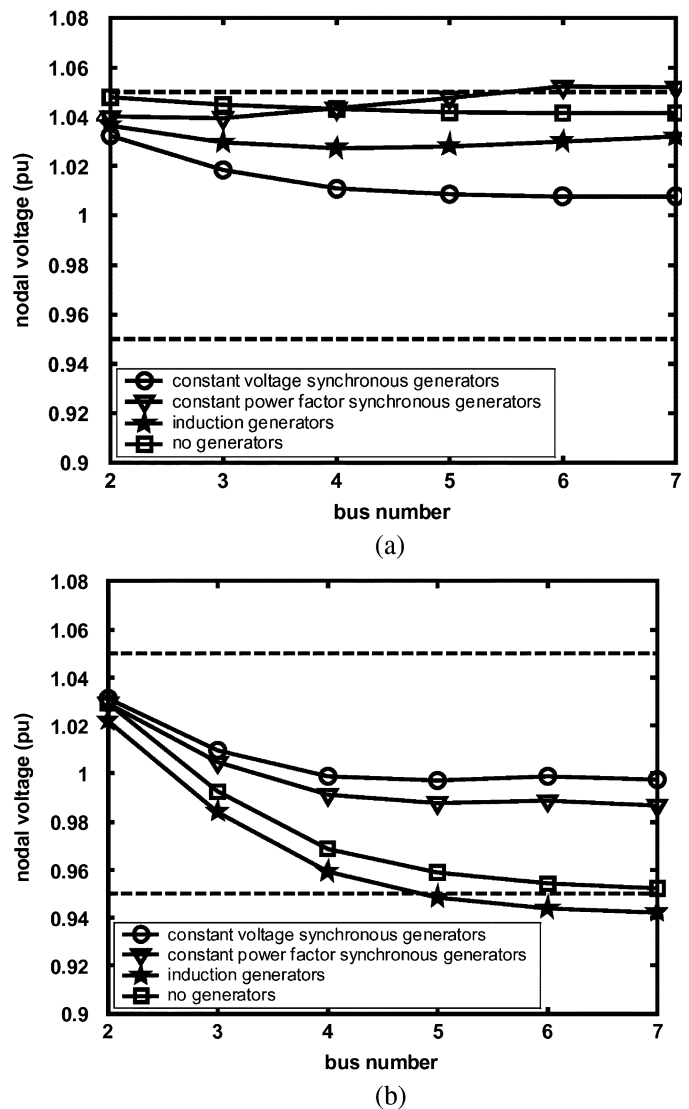 1.08
1.06
1.04
1.02
1
0.98
0.96
0.94
0.92
0.9
nodal voltage (pu)
constant voltage synchronous generators
constant power factor synchronous generators
induction generators
no generators
2 3 4 5 6 7
bus number
(a)
1.08
1.06
1.04
1.02
1
0.98
0.96
0.94
0.92
0.9
nodal voltage (pu)
constant voltage synchronous generators
constant power factor synchronous generators
induction generators
no generators
2 3 4 5 6 7
bus number
(b)